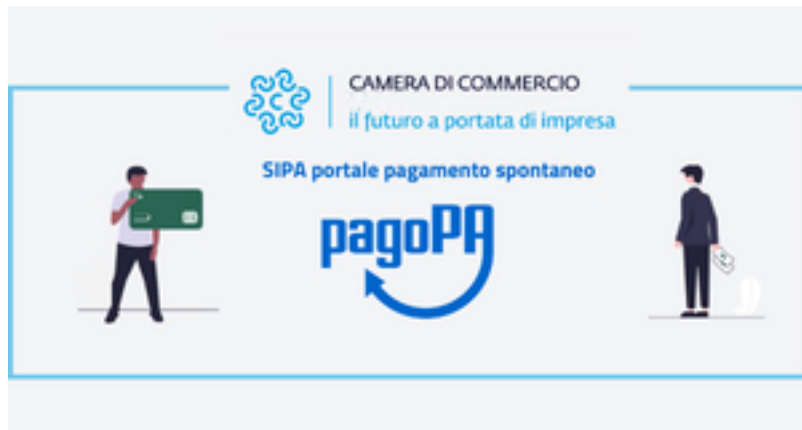 CAMERA DI COMMERCIO
il futuro a portata di impresa
SIPA portale pagamento spontaneo
pagoPA